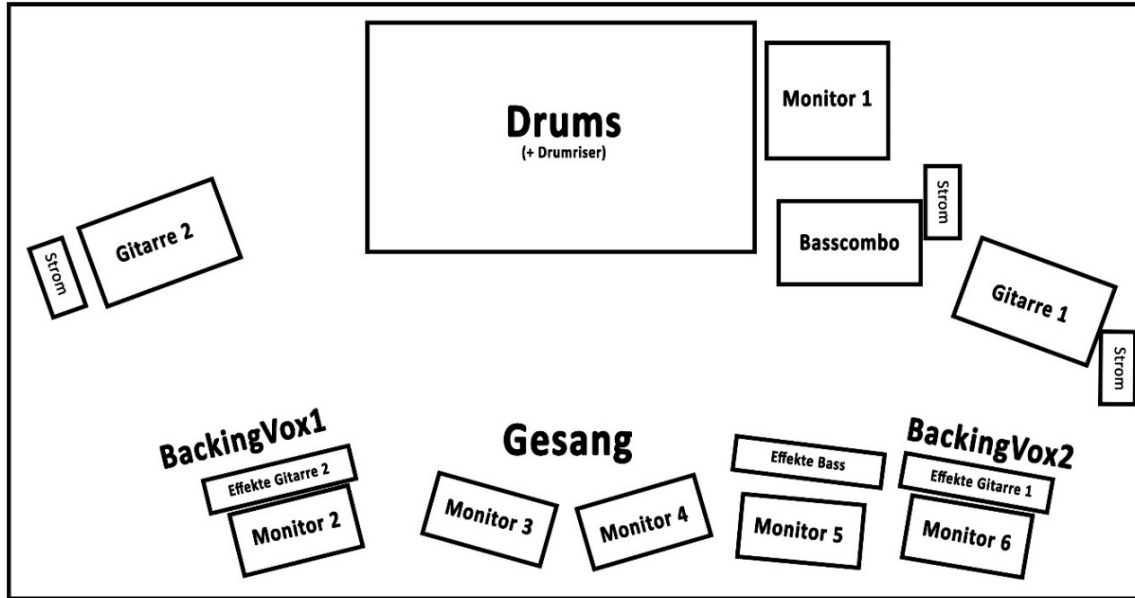 Drums
(+ Drumriser)
Monitor 1
Strom
Gitarre 2
Strom
Basscombo
Gitarre 1
Strom
BackingVox1
Gesang
BackingVox2
Effekte Gitarre 2
Effekte Bass
Effekte Gitarre 1
Monitor 2
Monitor 3
Monitor 4
Monitor 5
Monitor 6